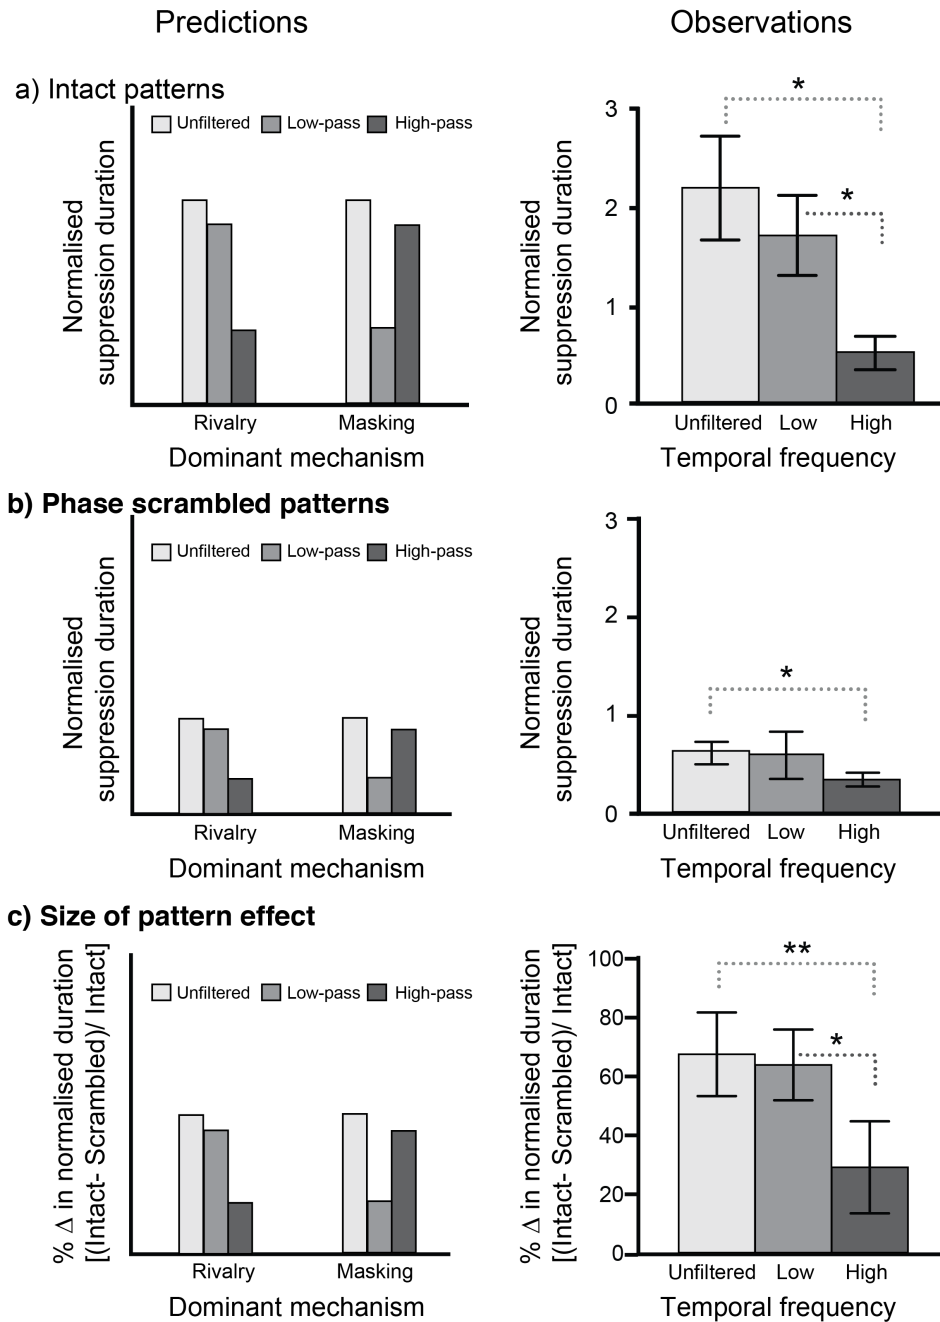 Predictions
Observations
a) Intact patterns
Unfiltered Low-pass High-pass
Normalised
suppression duration
Rivalry Masking
Dominant mechanism
Normalised
suppression duration
3
2
1
0
*
*
Unfiltered Low High
Temporal frequency
b) Phase scrambled patterns
Unfiltered Low-pass High-pass
Normalised
suppression duration
Rivalry Masking
Dominant mechanism
Normalised
suppression duration
3
2
1
0
*
Unfiltered Low High
Temporal frequency
c) Size of pattern effect
Unfiltered Low-pass High-pass
% Δ in normalised duration
[(Intact- Scrambled)/ Intact]
Rivalry Masking
Dominant mechanism
% Δ in normalised duration
[(Intact- Scrambled)/ Intact]
100
80
60
40
20
0
**
*
Unfiltered Low High
Temporal frequency